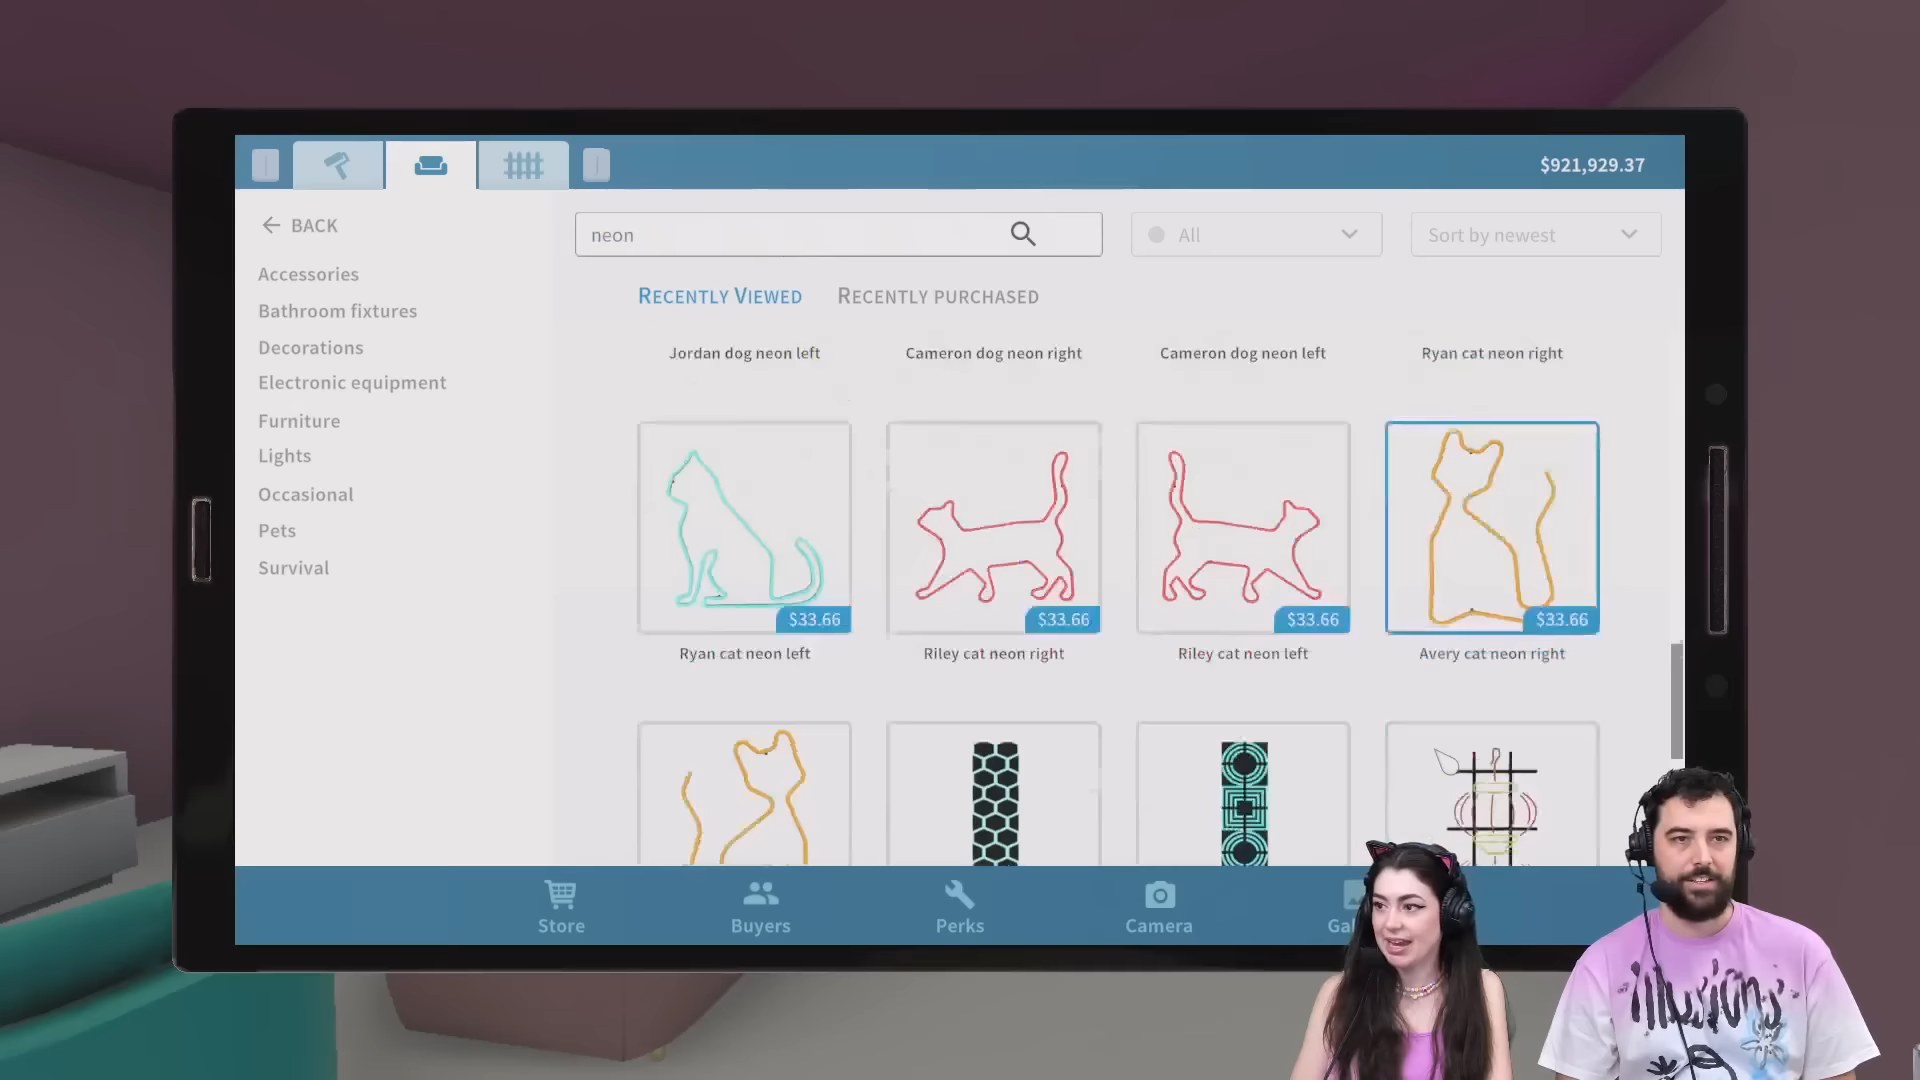 $921,929.37
BACK
neon
All
Sort by newest
Accessories
Bathroom fixtures
Decorations
Electronic equipment
Furniture
Lights
Occasional
Pets
Survival
RECENTLY VIEWED
RECENTLY PURCHASED
Jordan dog neon left
Cameron dog neon right
Cameron dog neon left
Ryan cat neon right
$33.66
$33.66
$33.66
$33.66
Ryan cat neon left
Riley cat neon right
Riley cat neon left
Avery cat neon right
Store
Buyers
Perks
Camera
Gal
illusions